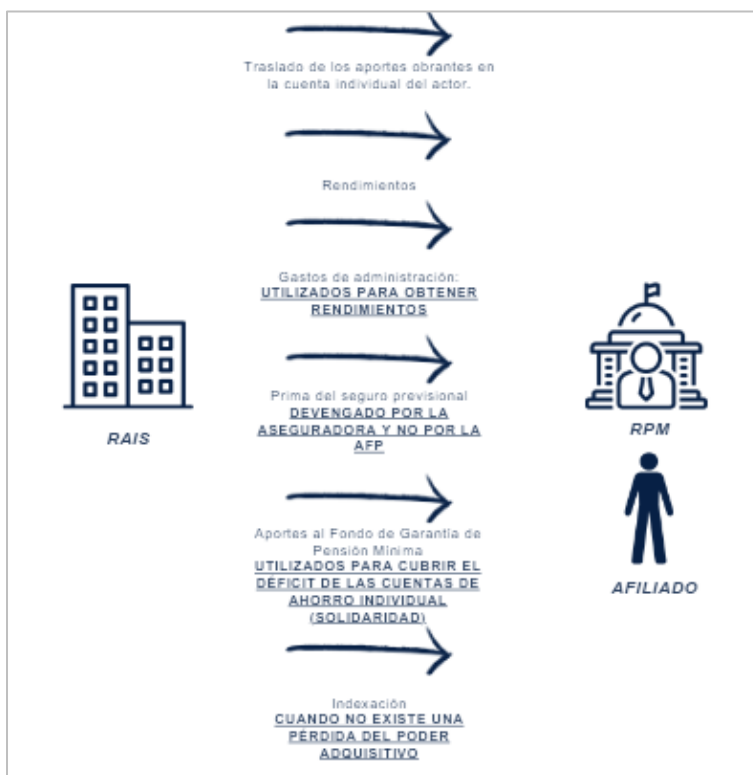 Traslado de los aportes obrantes en
la cuenta individual del actor.
Rendimientos
Gastos de administración:
UTILIZADOS PARA OBTENER
RENDIMIENTOS
Prima del seguro previsional
DEVENGADO POR LA
ASEGURADORA Y NO POR LA
AFP
RAIS
RPM
Aportes al Fondo de Garantía de
Pensión Mínima
UTILIZADOS PARA CUBRIR EL
DÉFICIT DE LAS CUENTAS DE
AHORRO INDIVIDUAL
(SOLIDARIDAD)
AFILIADO
Indexación
CUANDO NO EXISTE UNA
PÉRDIDA DEL PODER
ADQUISITIVO